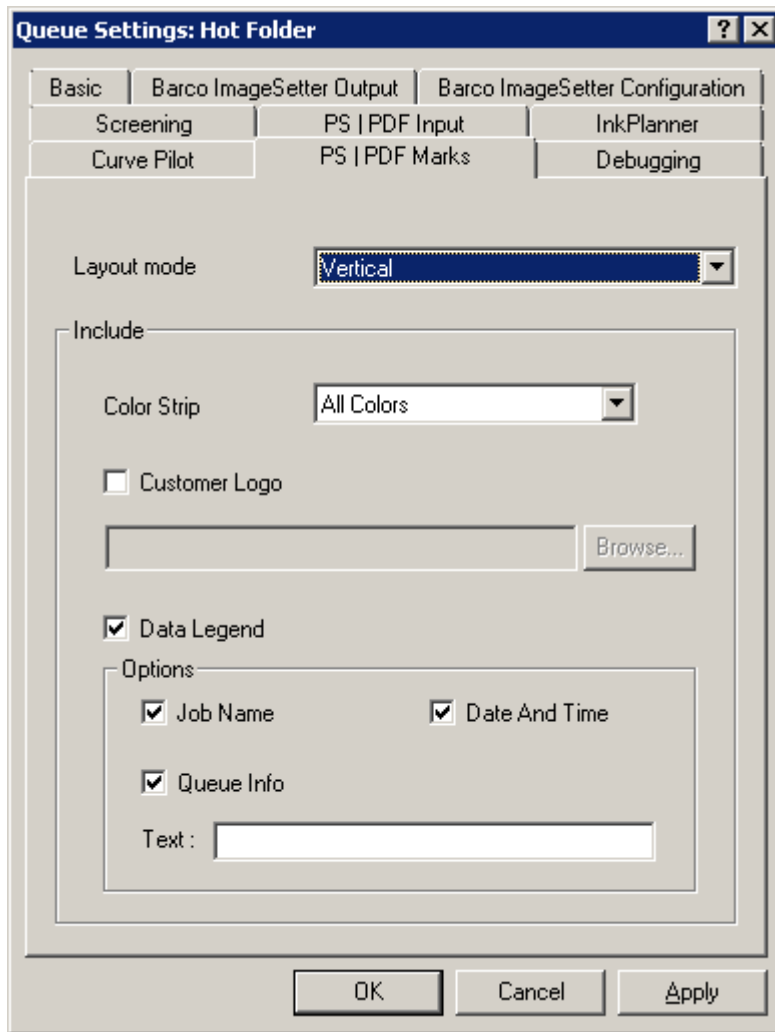 Queue Settings: Hot Folder
Basic Barco ImageSetter Output Barco ImageSetter Configuration
Screening PS | PDF Input InkPlanner
Curve Pilot PS | PDF Marks Debugging
Layout mode Vertical
Include
Color Strip All Colors
Customer Logo
Browse...
Data Legend
Options
Job Name Date And Time
Queue Info
Text :
OK Cancel Apply